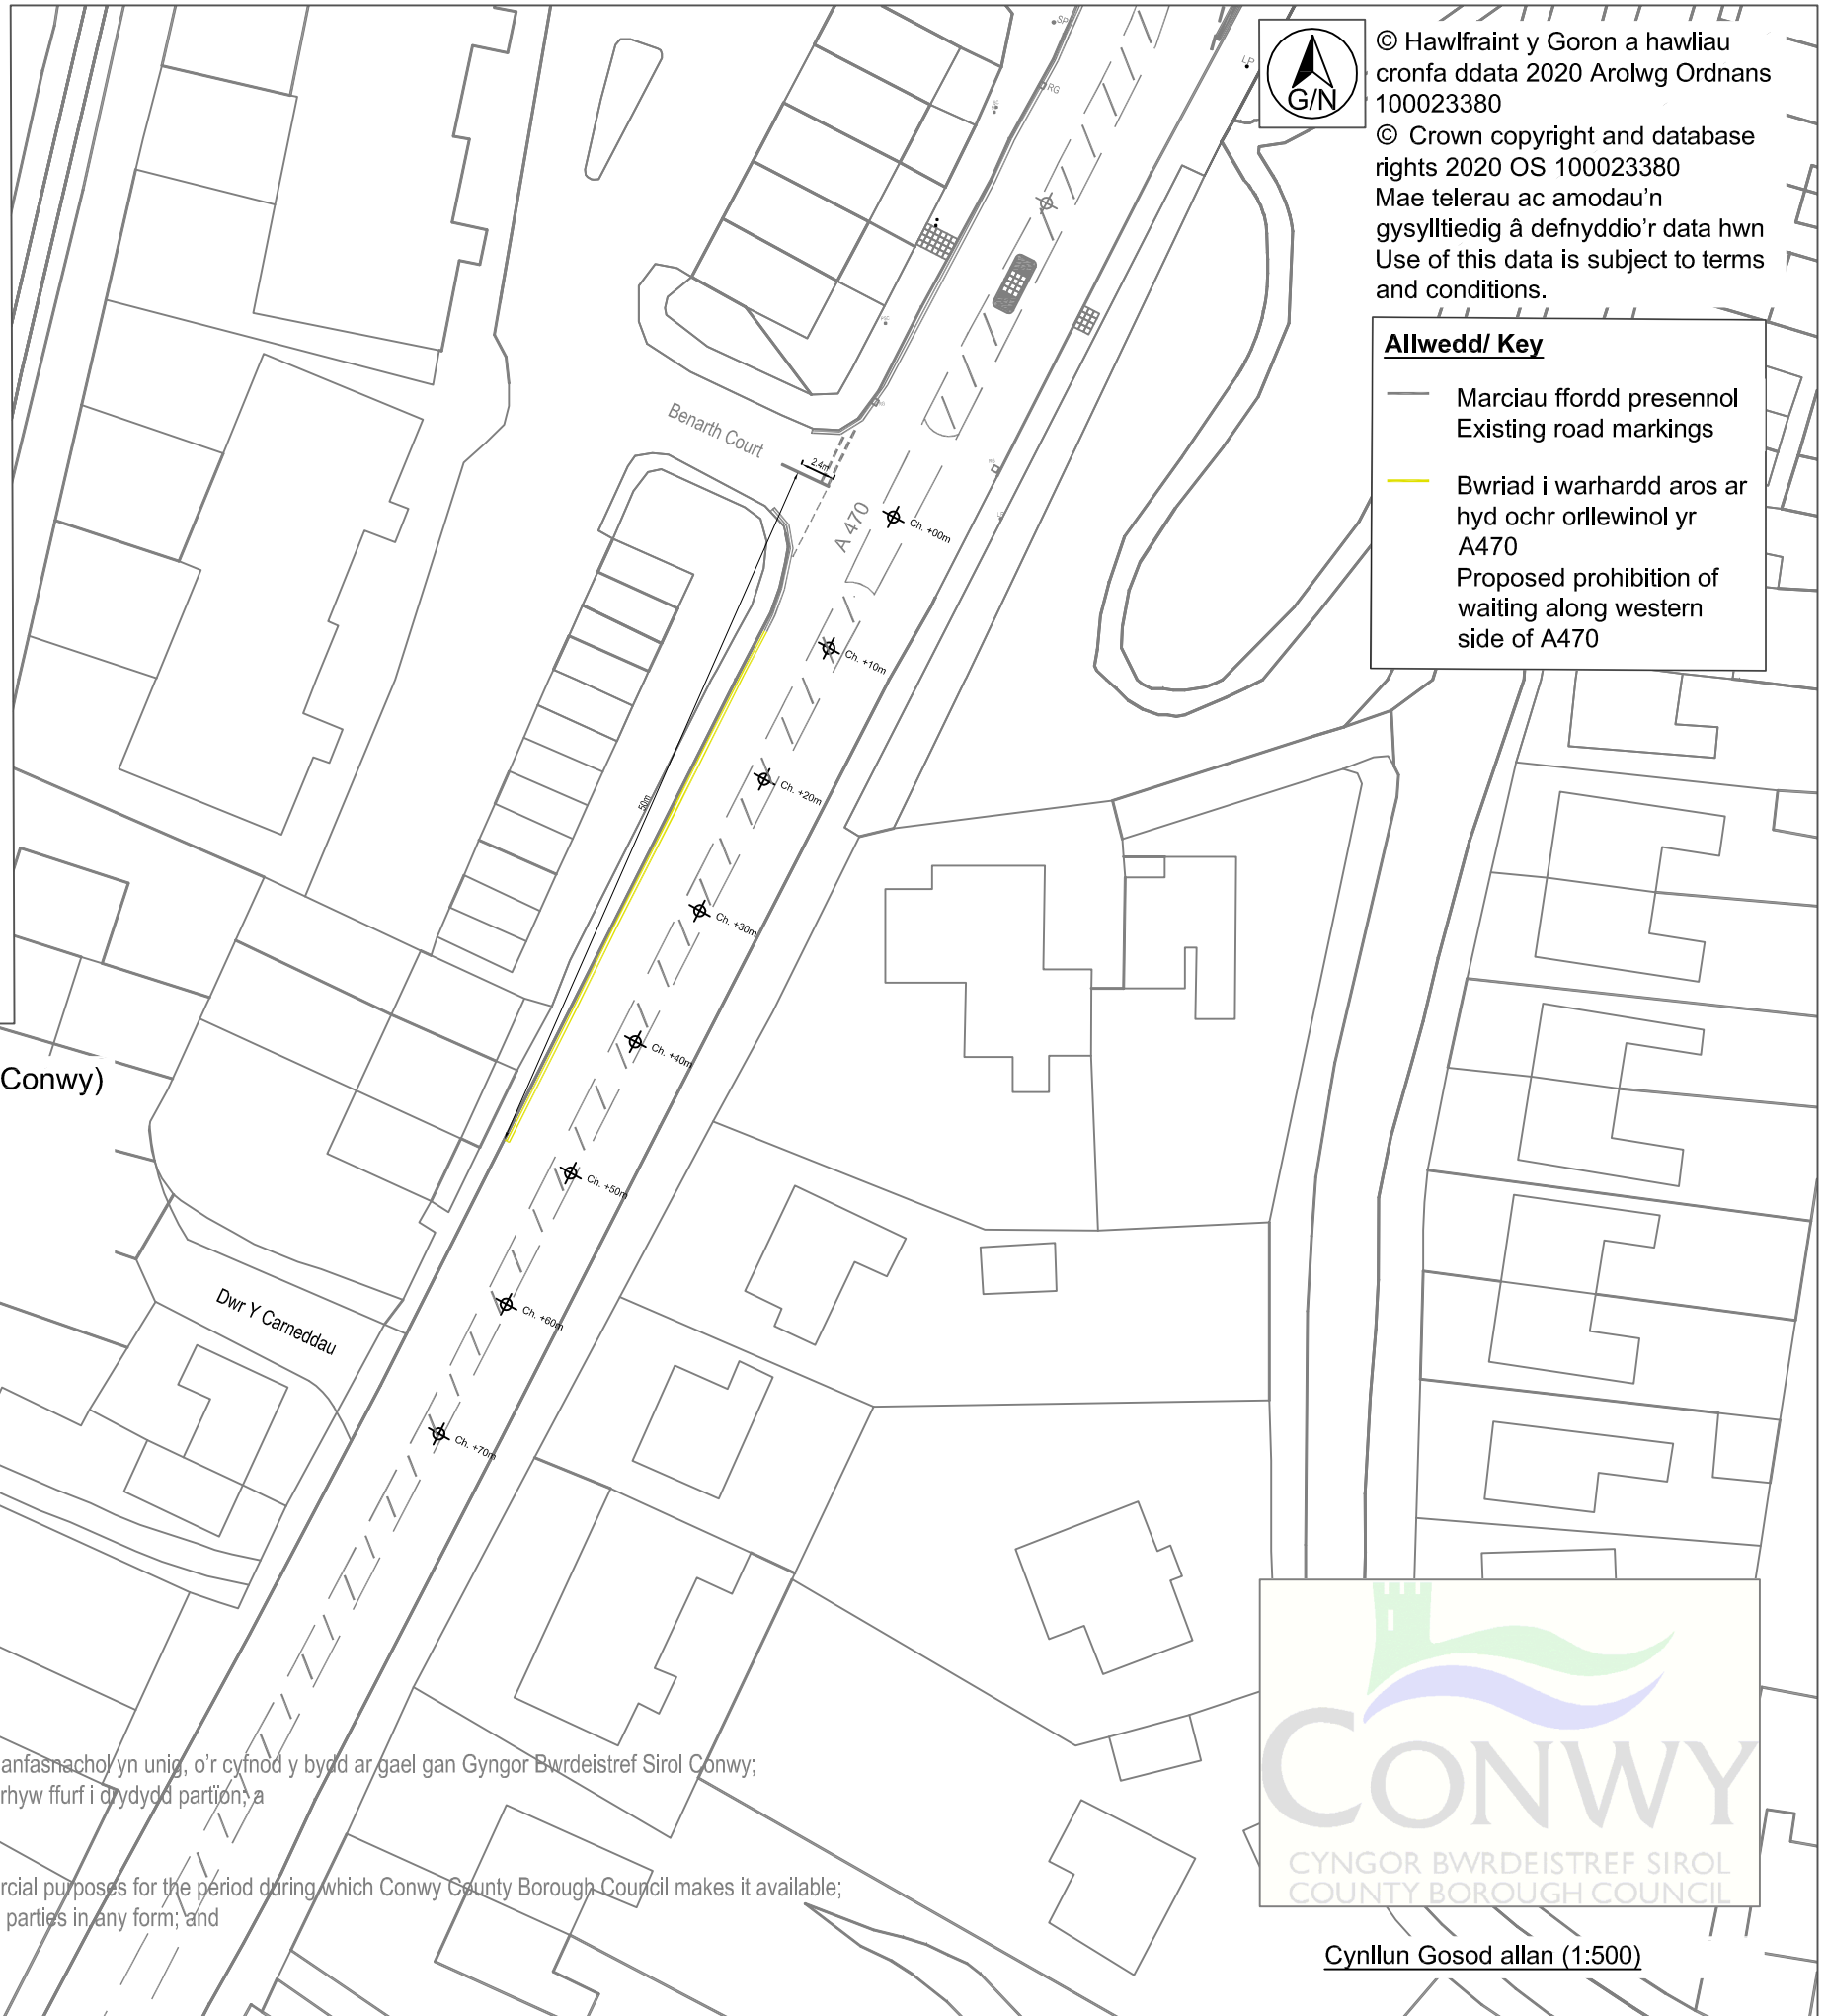 © Hawlfraint y Goron a hawliau
cronfa ddata 2020 Arolwg Ordnans
100023380
© Crown copyright and database
rights 2020 OS 100023380
Mae telerau ac amodau'n
gysylltiedig â defnyddio'r data hwn
Use of this data is subject to terms
and conditions.
G/N
Allwedd/ Key
Marciau ffordd presennol
Existing road markings
Bwriad i warhardd aros ar
hyd ochr orllewinol yr
A470
Proposed prohibition of
waiting along western
side of A470
SP
RG
LP
Benarth Court
2.4m
A 470
Ch. +00m
Ch. +10m
Ch. +20m
50m
Ch. +30m
Ch. +40m
Conwy)
Ch. +50m
Dwr Y Carneddau
Ch. +60m
Ch. +70m
anfasnachol yn unig, o'r cyfnod y bydd ar gael gan Gyngor Bwrdeistref Sirol Conwy;
rhyw ffurf i drydydd partïon; a
rcial purposes for the period during which Conwy County Borough Council makes it available;
parties in any form; and
CONWY
CYNGOR BWRDEISTREF SIROL
COUNTY BOROUGH COUNCIL
Cynllun Gosod allan (1:500)